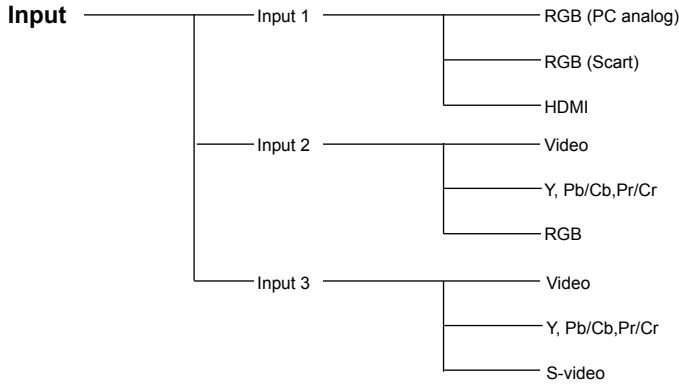 Input
Input 1
RGB (PC analog)
RGB (Scart)
HDMI
Input 2
Video
Y, Pb/Cb,Pr/Cr
RGB
Input 3
Video
Y, Pb/Cb,Pr/Cr
S-video